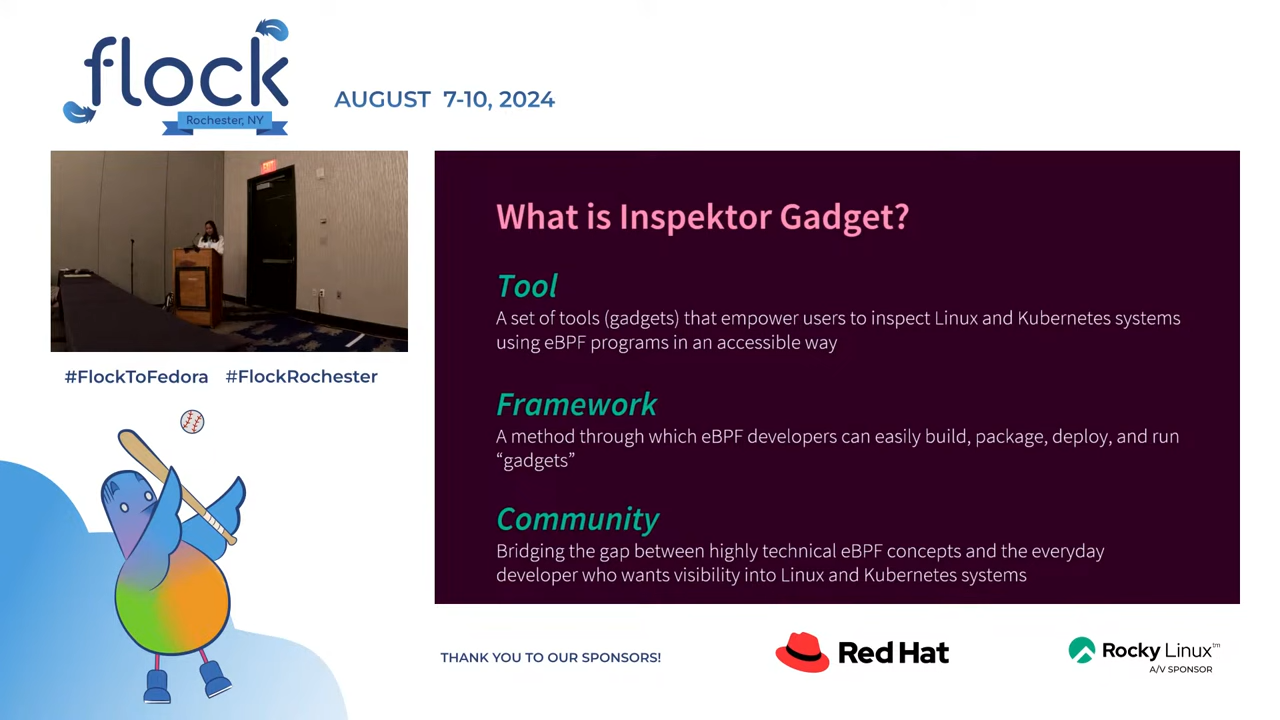 flock
Rochester, NY
AUGUST 7-10, 2024
EXIT
What is Inspektor Gadget?
Tool
A set of tools (gadgets) that empower users to inspect Linux and Kubernetes systems
using eBPF programs in an accessible way
Framework
A method through which eBPF developers can easily build, package, deploy, and run
“gadgets”
Community
Bridging the gap between highly technical eBPF concepts and the everyday
developer who wants visibility into Linux and Kubernetes systems
#FlockToFedora #FlockRochester
THANK YOU TO OUR SPONSORS!
Red Hat
Rocky Linux™
A/V SPONSOR